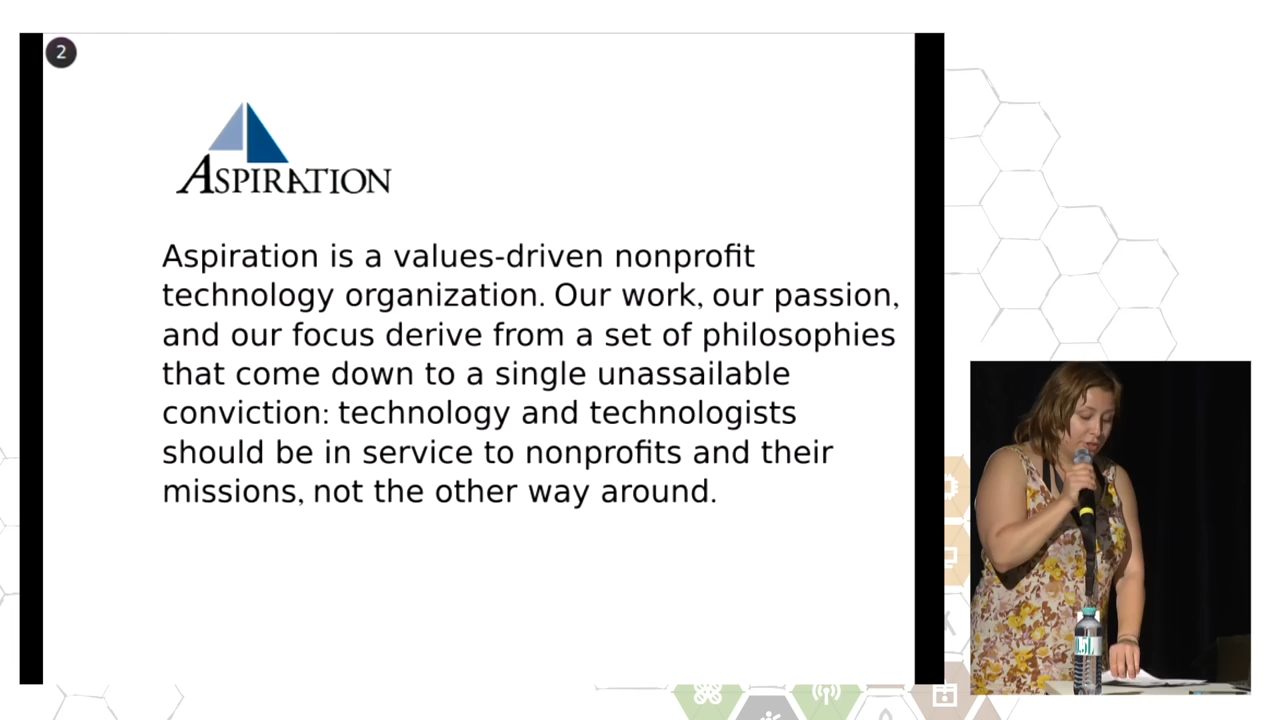 2
ASPIRATION
Aspiration is a values-driven nonprofit
technology organization. Our work, our passion,
and our focus derive from a set of philosophies
that come down to a single unassailable
conviction: technology and technologists
should be in service to nonprofits and their
missions, not the other way around.